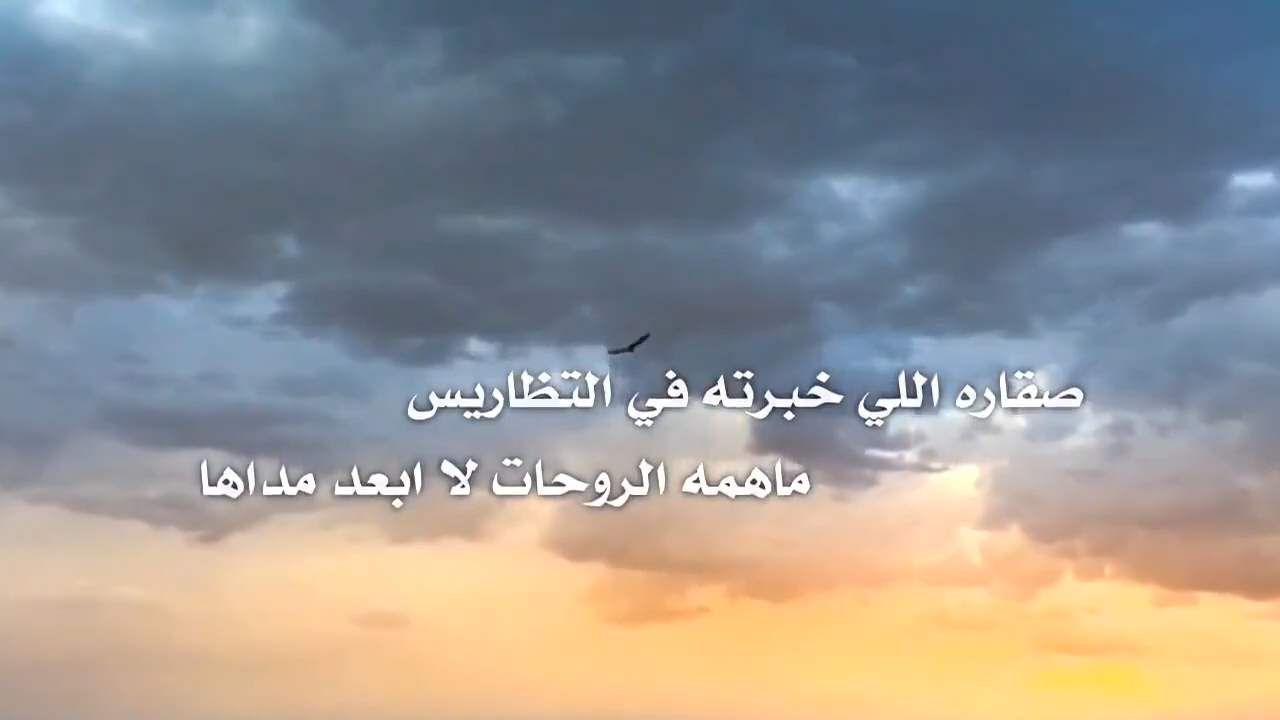 صقاره اللي خبرته في التظاريس
ماهمه الروحات لا ابعد مداها